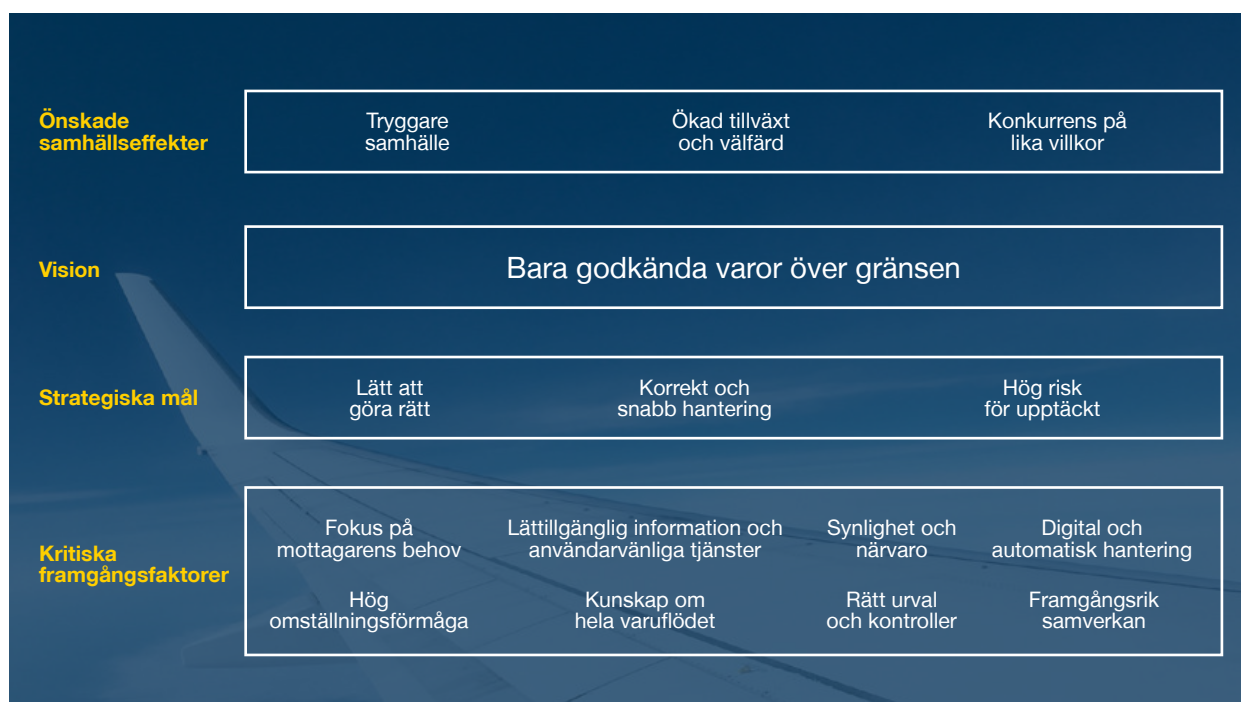 Önskade
samhällseffekter
Tryggare
samhälle
Ökad tillväxt
och välfärd
Konkurrens på
lika villkor
Vision
Bara godkända varor över gränsen
Strategiska mål
Lätt att
göra rätt
Korrekt och
snabb hantering
Hög risk
för upptäckt
Kritiska
framgångsfaktorer
Fokus på
mottagarens behov
Lättillgänglig information och
användarvänliga tjänster
Synlighet och
närvaro
Digital och
automatisk hantering
Hög
omställningsförmåga
Kunskap om
hela varuflödet
Rätt urval
och kontroller
Framgångsrik
samverkan